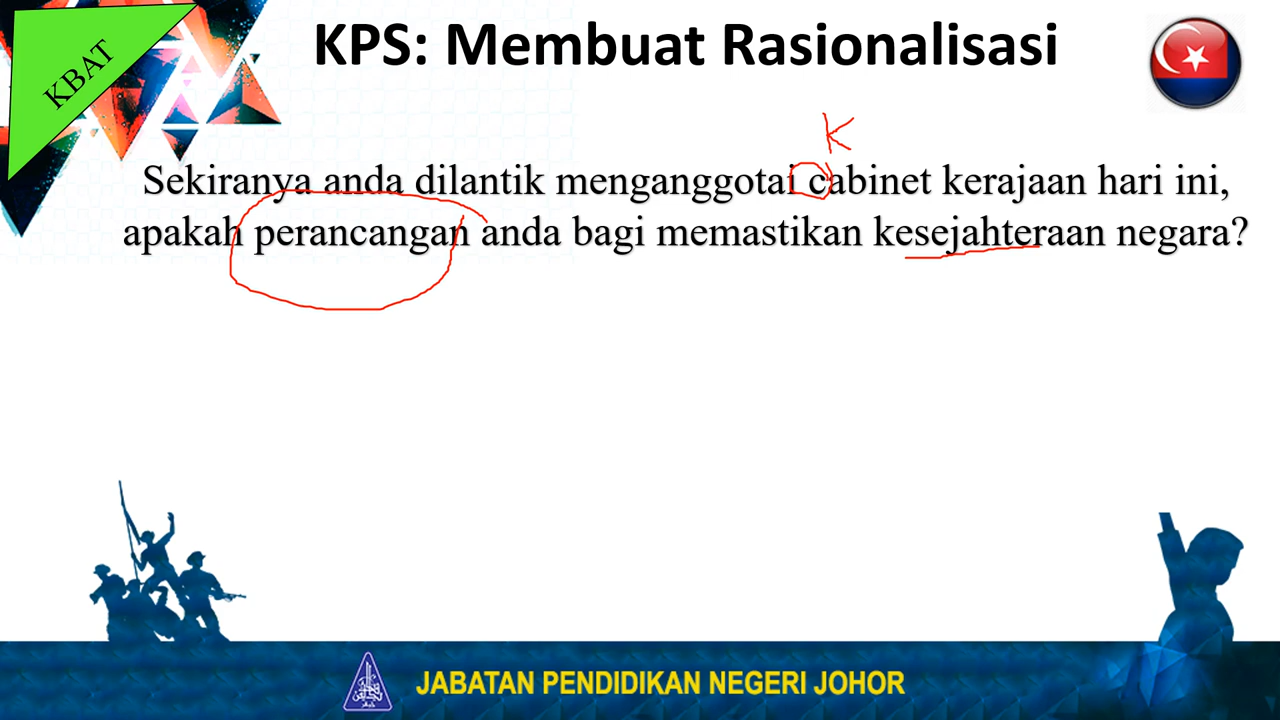 KBAT
KPS: Membuat Rasionalisasi
K
Sekiranya anda dilantik menganggotai cabinet kerajaan hari ini,
apakah perancangan anda bagi memastikan kesejahteraan negara?
JABATAN PENDIDIKAN NEGERI JOHOR